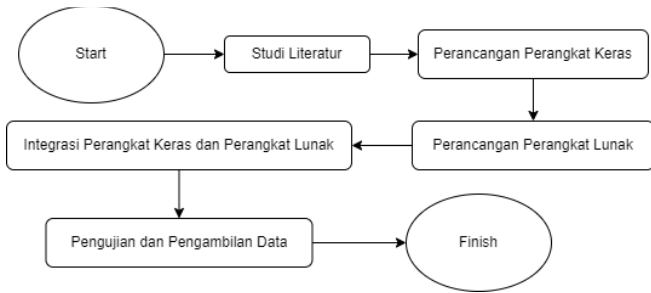 Start
Studi Literatur
Perancangan Perangkat Keras
Perancangan Perangkat Lunak
Integrasi Perangkat Keras dan Perangkat Lunak
Pengujian dan Pengambilan Data
Finish